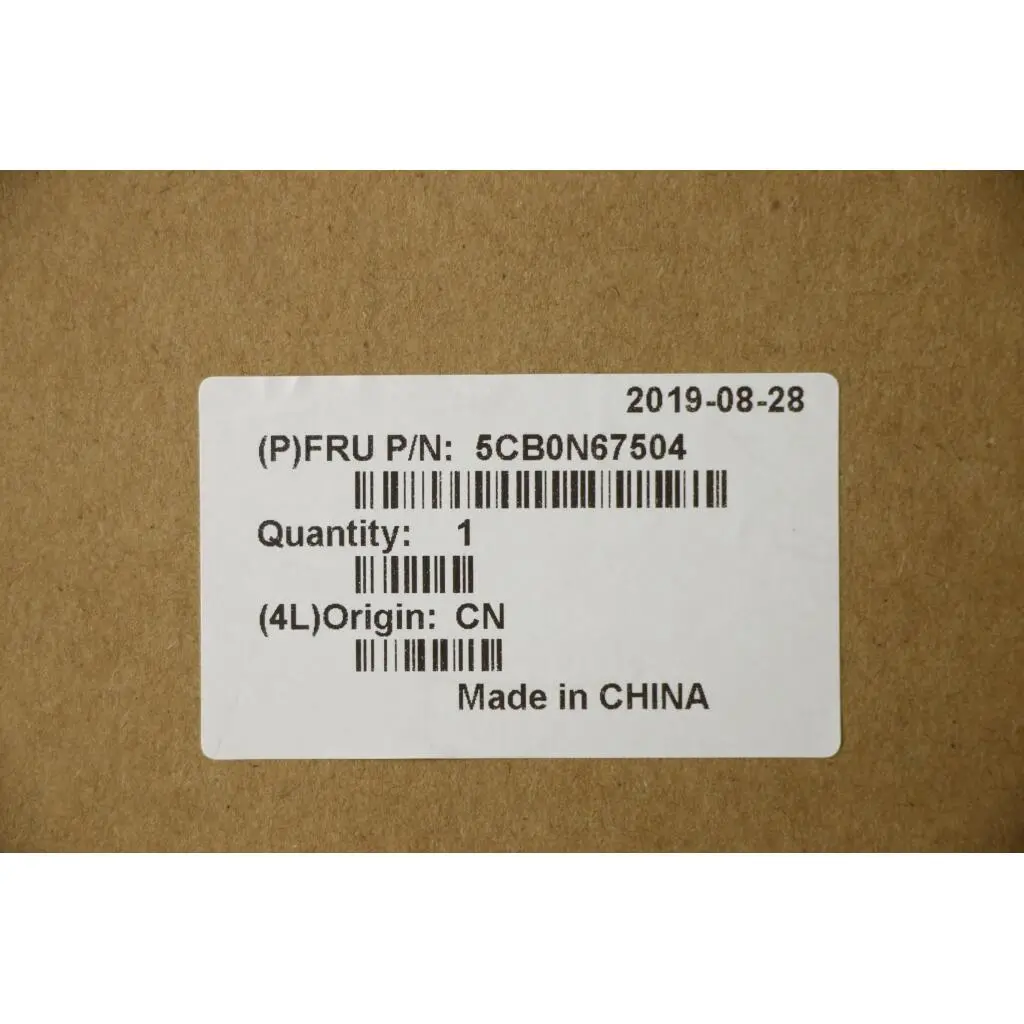 2019-08-28
(P)FRU P/N: 5CB0N67504
Quantity: 1
(4L)Origin: CN
Made in CHINA